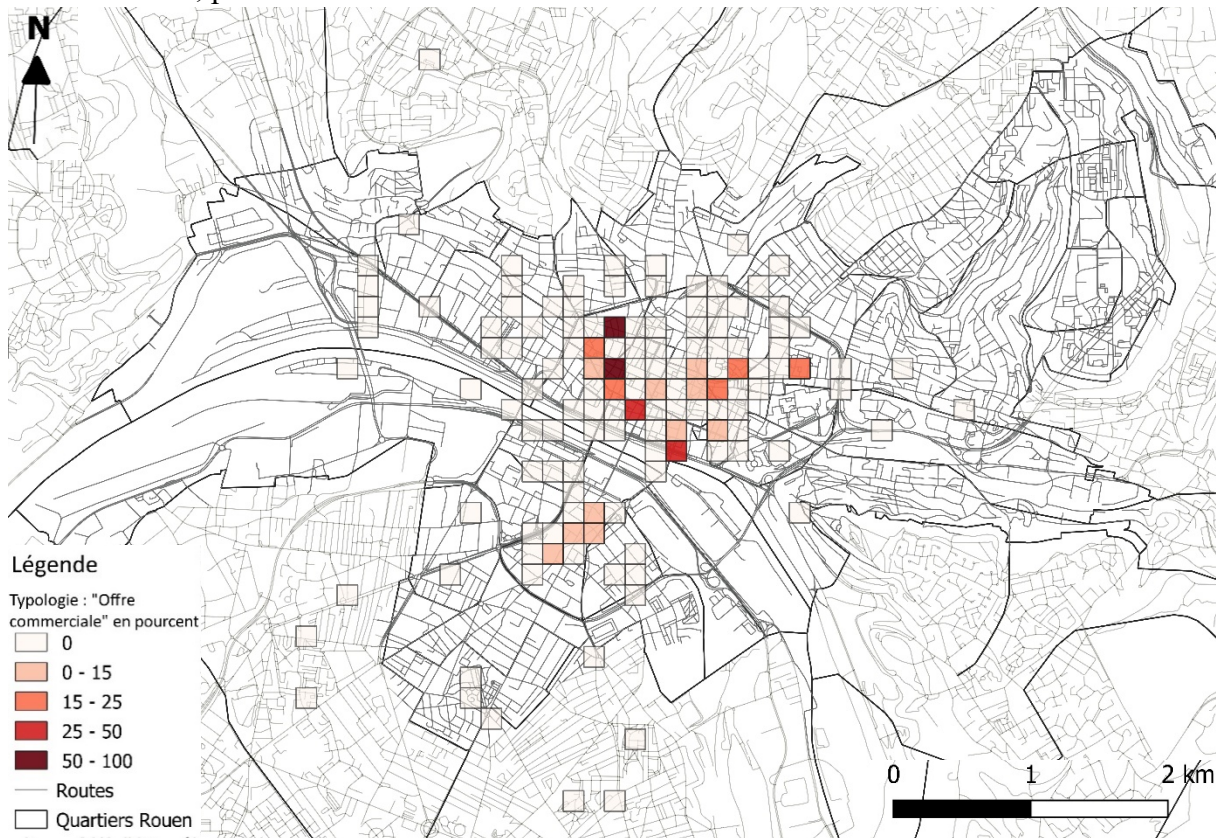 N
Légende
Typologie : "Offre
commerciale" en pourcent
0
0 - 15
15 - 25
25 - 50
50 - 100
Routes
Quartiers Rouen
0 1 2 km